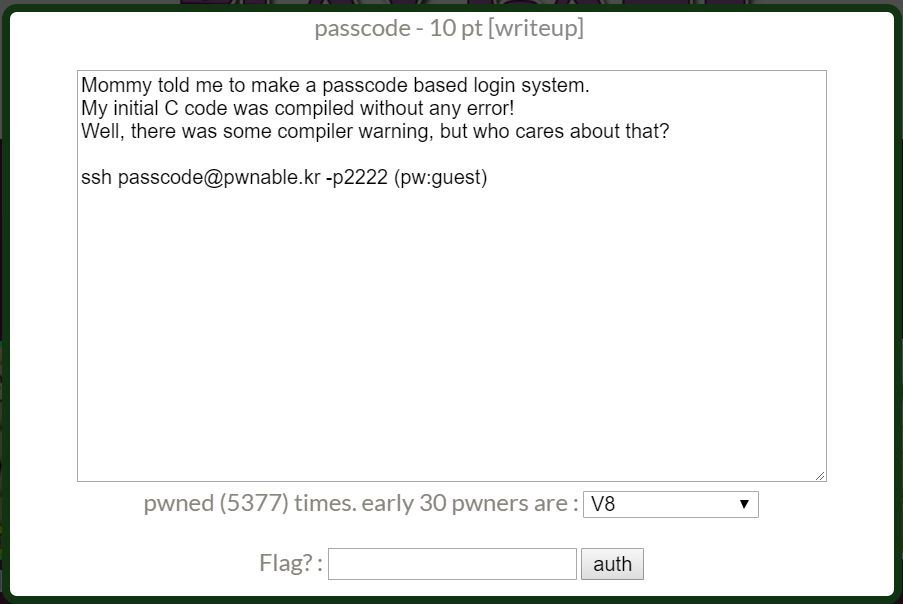 passcode - 10 pt [writeup]
Mommy told me to make a passcode based login system.
My initial C code was compiled without any error!
Well, there was some compiler warning, but who cares about that?
ssh passcode@pwnable.kr -p2222 (pw:guest)
pwned (5377) times. early 30 pwners are : V8
Flag? : auth